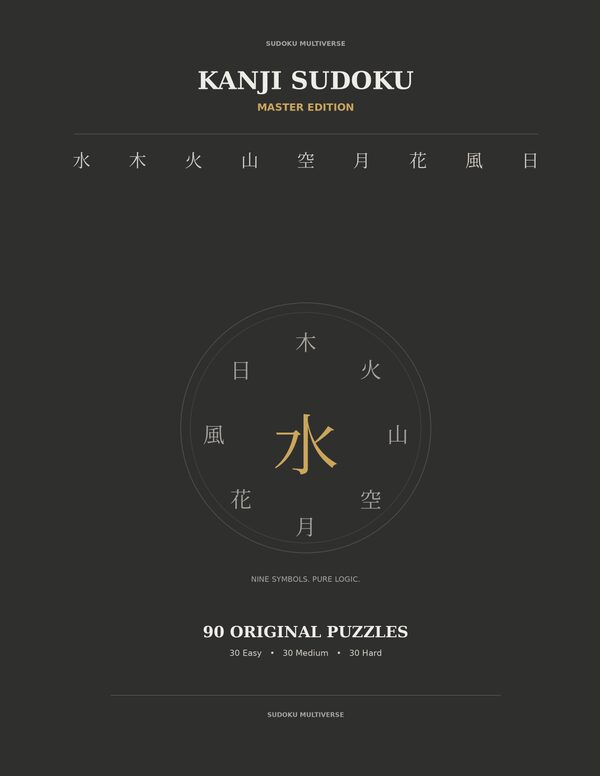 SUDOKU MULTIVERSE
KANJI SUDOKU
MASTER EDITION
水 木 火 山 空 月 花 風 日
木
日 火
風 水 山
花 空
月
NINE SYMBOLS. PURE LOGIC.
90 ORIGINAL PUZZLES
30 Easy • 30 Medium • 30 Hard
SUDOKU MULTIVERSE